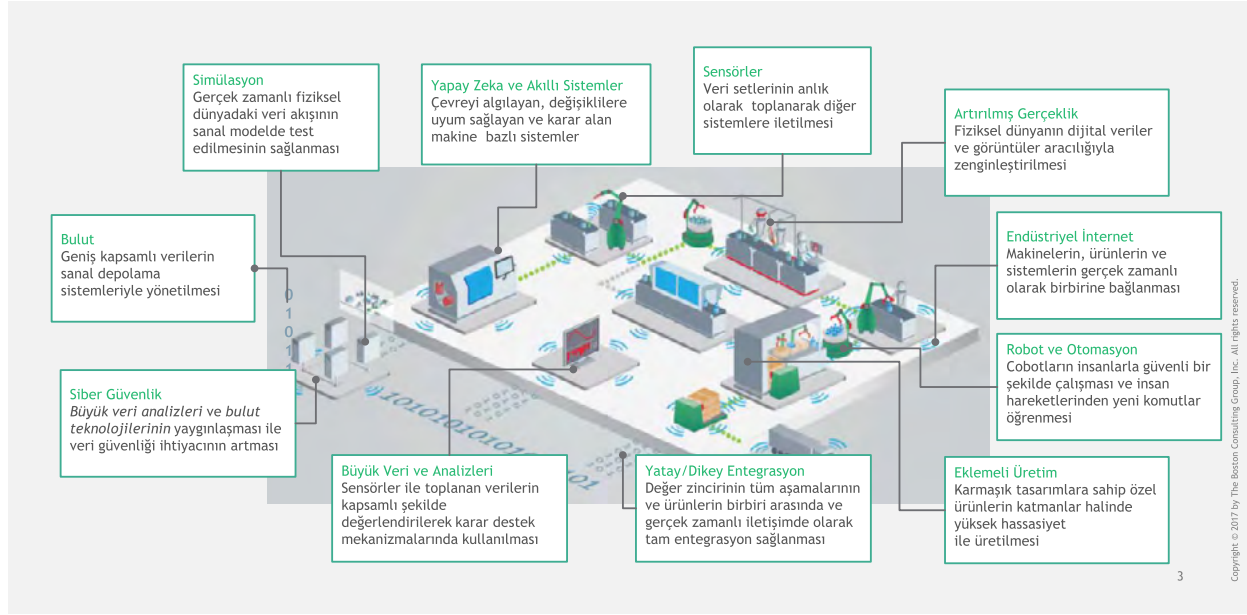 Simülasyon
Gerçek zamanlı fiziksel
dünyadaki veri akışının
sanal modelde test
edilmesinin sağlanması
Yapay Zeka ve Akıllı Sistemler
Çevreyi algılayan, değişiklilere
uyum sağlayan ve karar alan
makine bazlı sistemler
Sensörler
Veri setlerinin anlık
olarak toplanarak diğer
sistemlere iletilmesi
Artırılmış Gerçeklik
Fiziksel dünyanın dijital veriler
ve görüntüler aracılığıyla
zenginleştirilmesi
Bulut
Geniş kapsamlı verilerin
sanal depolama
sistemleriyle yönetilmesi
Endüstriyel İnternet
Makinelerin, ürünlerin ve
sistemlerin gerçek zamanlı
olarak birbirine bağlanması
Siber Güvenlik
Büyük veri analizleri ve bulut
teknolojilerinin yaygınlaşması ile
veri güvenliği ihtiyacının artması
Robot ve Otomasyon
Cobotların insanlarla güvenli bir
şekilde çalışması ve insan
hareketlerinden yeni komutlar
öğrenmesi
Büyük Veri ve Analizleri
Sensörler ile toplanan verilerin
kapsamlı şekilde
değerlendirilerek karar destek
mekanizmalarında kullanılması
Yatay/Dikey Entegrasyon
Değer zincirinin tüm aşamalarının
ve ürünlerin birbiri arasında ve
gerçek zamanlı iletişimde olarak
tam entegrasyon sağlanması
Eklemeli Üretim
Karmaşık tasarımlara sahip özel
ürünlerin katmanlar halinde
yüksek hassasiyet
ile üretilmesi
3
Copyright © 2017 by The Boston Consulting Group, Inc. All rights reserved.